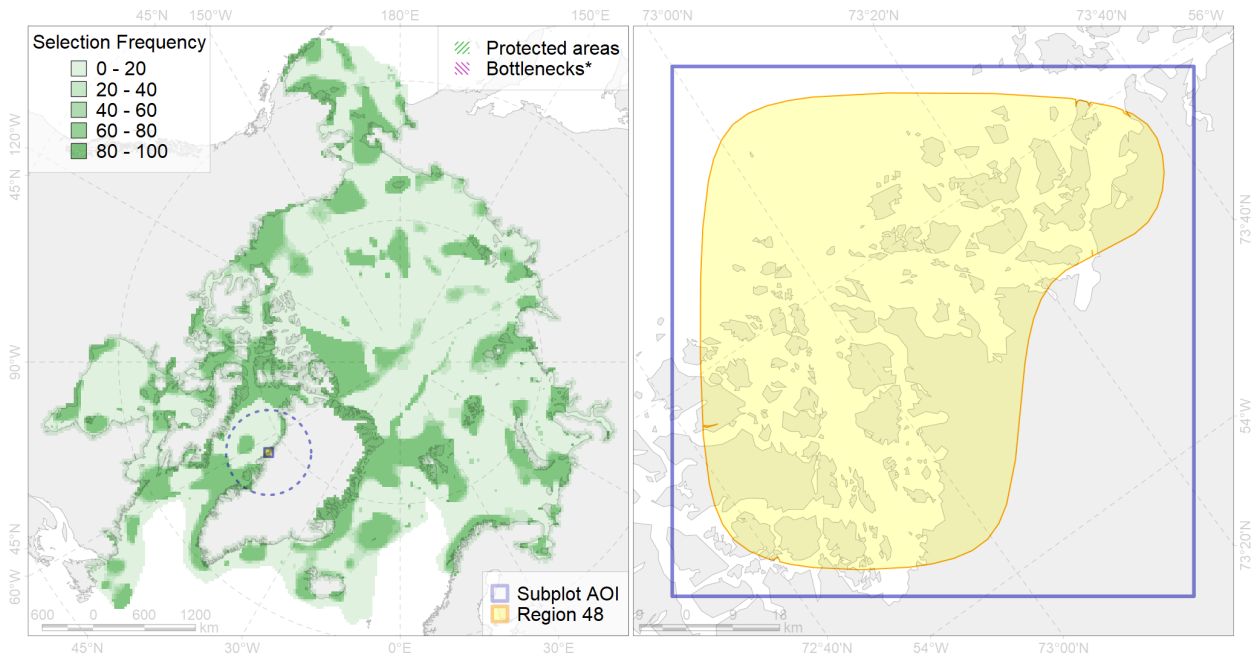 45°N 150°W 180°E 150°E 73°00'N 73°20'N 73°40'N 56°W
Selection Frequency
0 - 20
20 - 40
40 - 60
60 - 80
80 - 100
Protected areas
Bottlenecks*
120°W
45°N
90°W
45°N
60°W
73°40'N
54°W
73°20'N
Subplot AOI
Region 48
600 0 600 1200
km
9 0 9 18
km
45°N 30°W 0°E 30°E 72°40'N 54°W 73°00'N